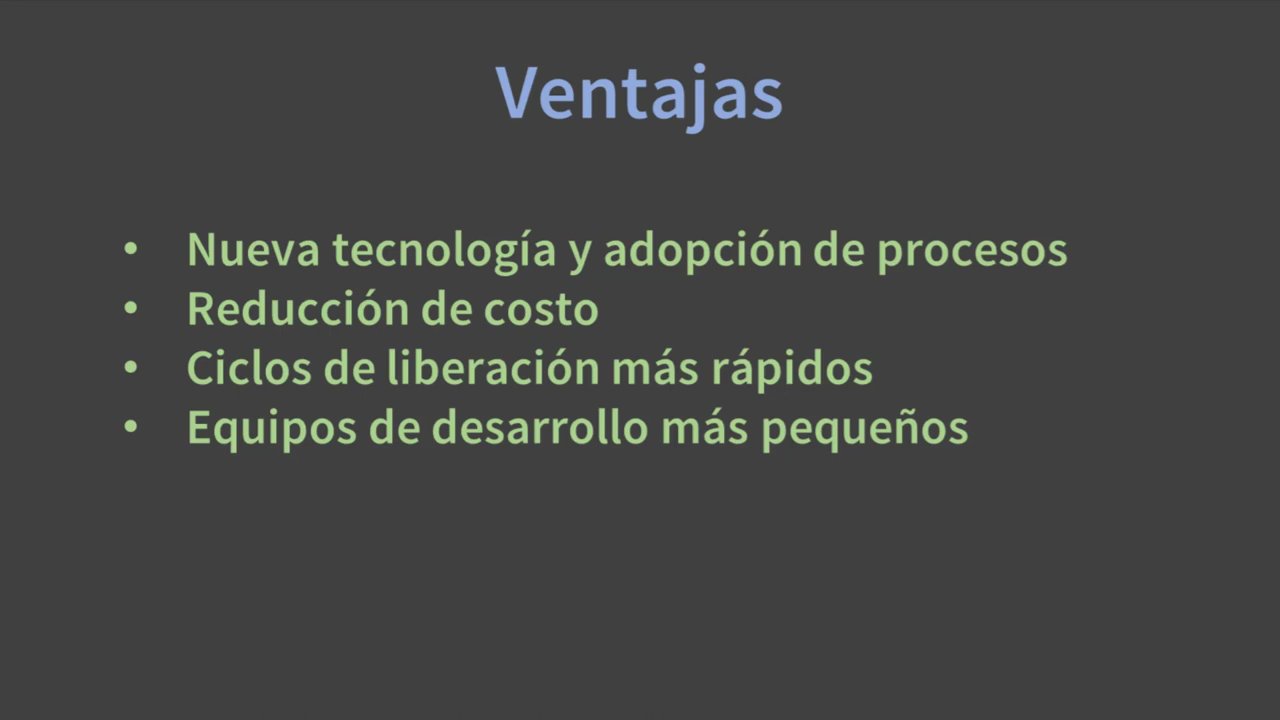 Ventajas
• Nueva tecnología y adopción de procesos
• Reducción de costo
• Ciclos de liberación más rápidos
• Equipos de desarrollo más pequeños